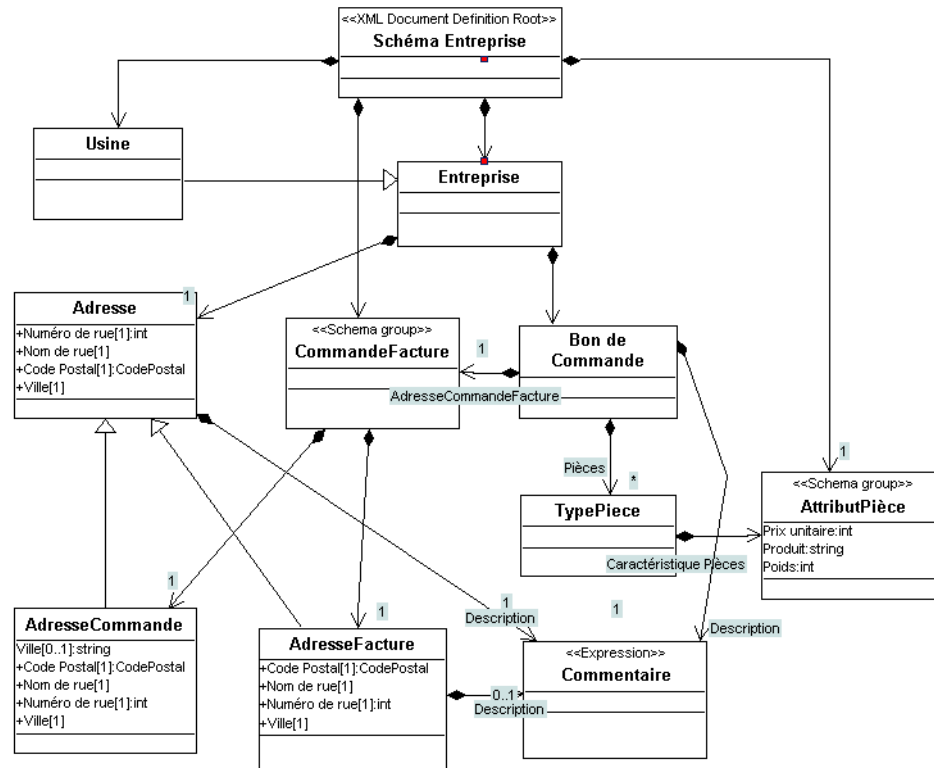 <<XML Document Definition Root>>
Schéma Entreprise
Usine
Entreprise
1
Adresse
+Numéro de rue[1]:int
+Nom de rue[1]
+Code Postal[1]:CodePostal
+Ville[1]
<<Schema group>>
CommandeFacture
1
AdresseCommandeFacture
Bon de
Commande
Pièces
*
1
<<Schema group>>
AttributPièce
Prix unitaire:int
Produit:string
Poids:int
TypePiece
Caractéristique Pièces
1
AdresseCommande
Ville[0..1]:string
+Code Postal[1]:CodePostal
+Nom de rue[1]
+Numéro de rue[1]:int
+Ville[1]
1
AdresseFacture
+Code Postal[1]:CodePostal
+Nom de rue[1]
+Numéro de rue[1]:int
+Ville[1]
1
Description
1
Description
0..1
Description
<<Expression>>
Commentaire